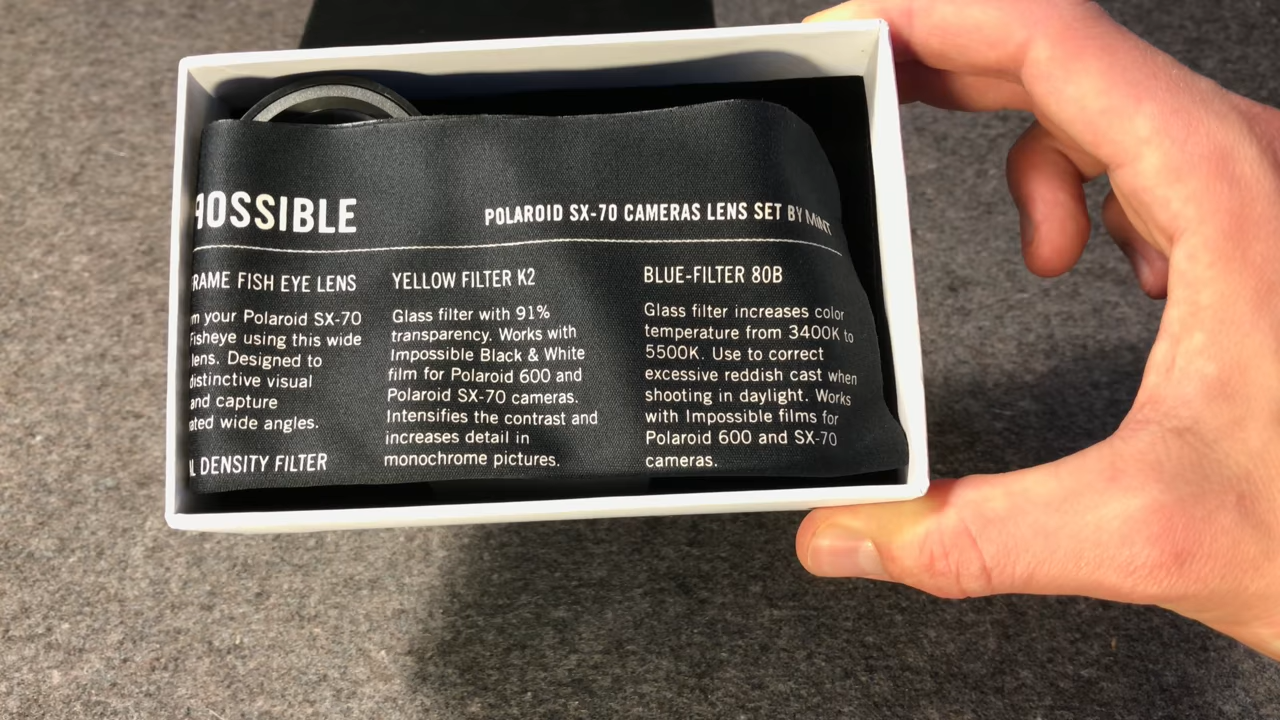 POSSIBLE
POLAROID SX-70 CAMERAS LENS SET BY MINT
FRAME FISH EYE LENS
your Polaroid SX-70
Fisheye using this wide
lens. Designed to
distinctive visual
and capture
wide angles.
DENSITY FILTER
YELLOW FILTER K2
Glass filter with 91%
transparency. Works with
Impossible Black & White
film for Polaroid 600 and
Polaroid SX-70 cameras.
Intensifies the contrast and
increases detail in
monochrome pictures.
BLUE-FILTER 80B
Glass filter increases color
temperature from 3400K to
5500K. Use to correct
excessive reddish cast when
shooting in daylight. Works
with Impossible films for
Polaroid 600 and SX-70
cameras.